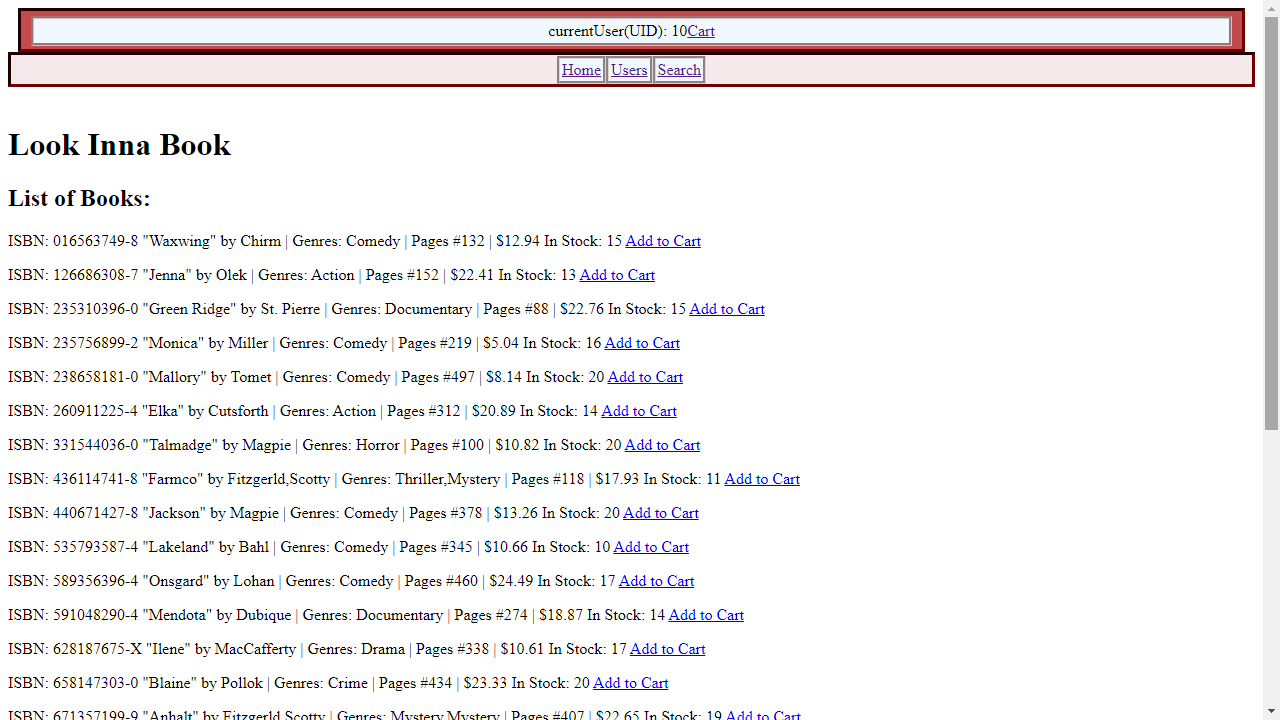 currentUser(UID): 10Cart
Home Users Search
Look Inna Book
List of Books:
ISBN: 016563749-8 "Waxwing" by Chirm | Genres: Comedy | Pages #132 | $12.94 In Stock: 15 Add to Cart
ISBN: 126686308-7 "Jenna" by Olek | Genres: Action | Pages #152 | $22.41 In Stock: 13 Add to Cart
ISBN: 235310396-0 "Green Ridge" by St. Pierre | Genres: Documentary | Pages #88 | $22.76 In Stock: 15 Add to Cart
ISBN: 235756899-2 "Monica" by Miller | Genres: Comedy | Pages #219 | $5.04 In Stock: 16 Add to Cart
ISBN: 238658181-0 "Mallory" by Tomet | Genres: Comedy | Pages #497 | $8.14 In Stock: 20 Add to Cart
ISBN: 260911225-4 "Elka" by Cutsforth | Genres: Action | Pages #312 | $20.89 In Stock: 14 Add to Cart
ISBN: 331544036-0 "Talmadge" by Magpie | Genres: Horror | Pages #100 | $10.82 In Stock: 20 Add to Cart
ISBN: 436114741-8 "Farmco" by Fitzgerld,Scotty | Genres: Thriller,Mystery | Pages #118 | $17.93 In Stock: 11 Add to Cart
ISBN: 440671427-8 "Jackson" by Magpie | Genres: Comedy | Pages #378 | $13.26 In Stock: 20 Add to Cart
ISBN: 535793587-4 "Lakeland" by Bahl | Genres: Comedy | Pages #345 | $10.66 In Stock: 10 Add to Cart
ISBN: 589356396-4 "Onsgard" by Lohan | Genres: Comedy | Pages #460 | $24.49 In Stock: 17 Add to Cart
ISBN: 591048290-4 "Mendota" by Dubique | Genres: Documentary | Pages #274 | $18.87 In Stock: 14 Add to Cart
ISBN: 628187675-X "Ilene" by MacCafferty | Genres: Drama | Pages #338 | $10.61 In Stock: 17 Add to Cart
ISBN: 658147303-0 "Blaine" by Pollok | Genres: Crime | Pages #434 | $23.33 In Stock: 20 Add to Cart
ISBN: 671357199-9 "Anhalt" by Fitzgerld,Scotty | Genres: Mystery,Mystery | Pages #407 | $22.65 In Stock: 19 Add to Cart